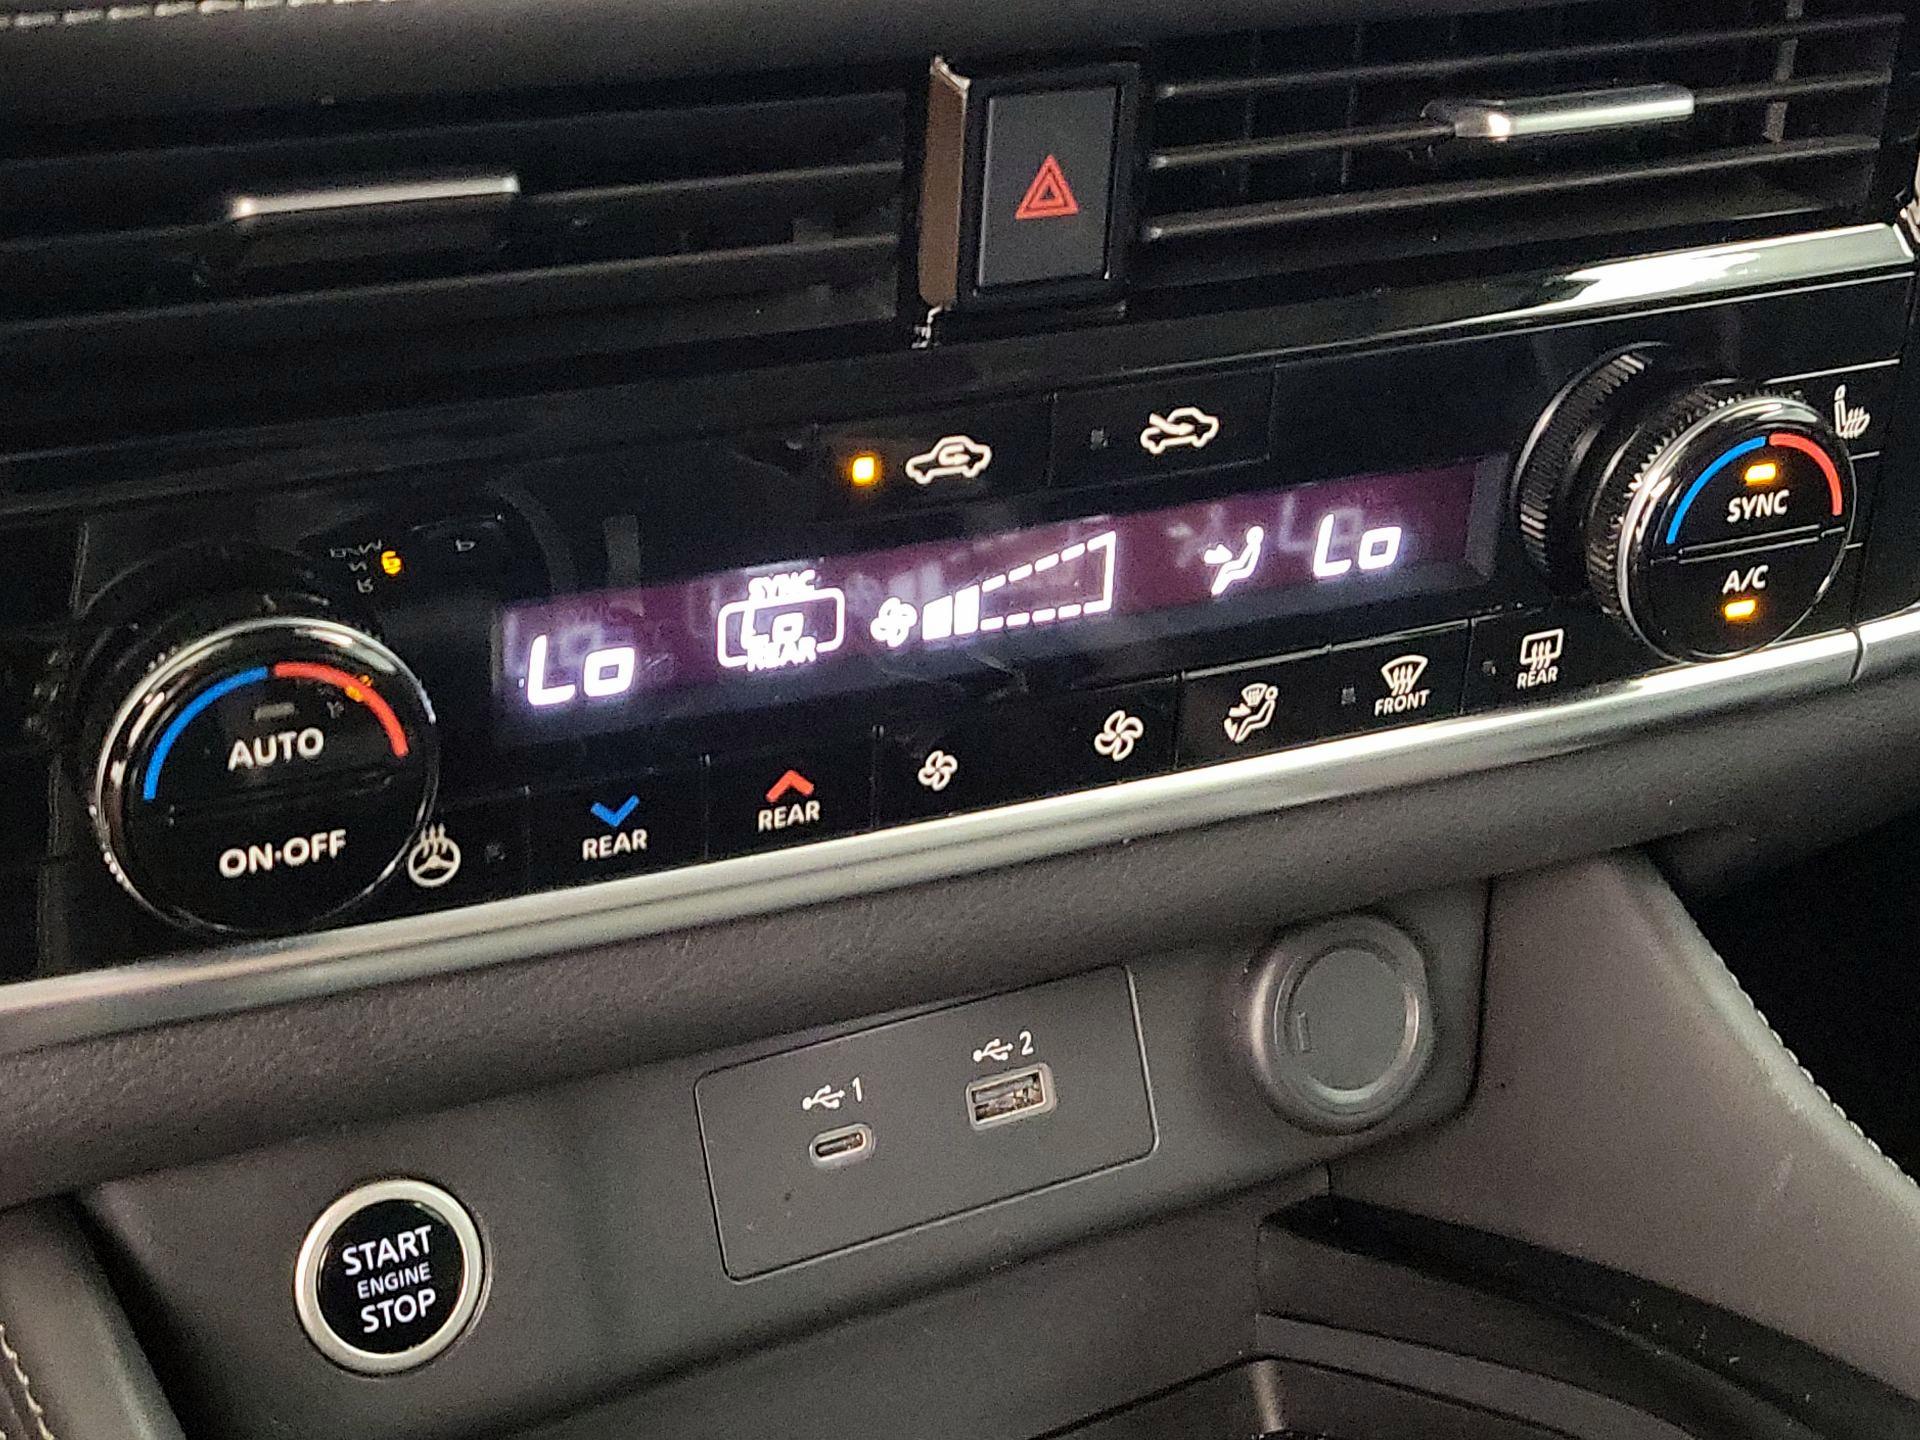 SYNC
A/C
SYNC
Lo
REAR
Lo
Lo
AUTO
ON·OFF
REAR
REAR
FRONT
REAR
1
2
START
ENGINE
STOP